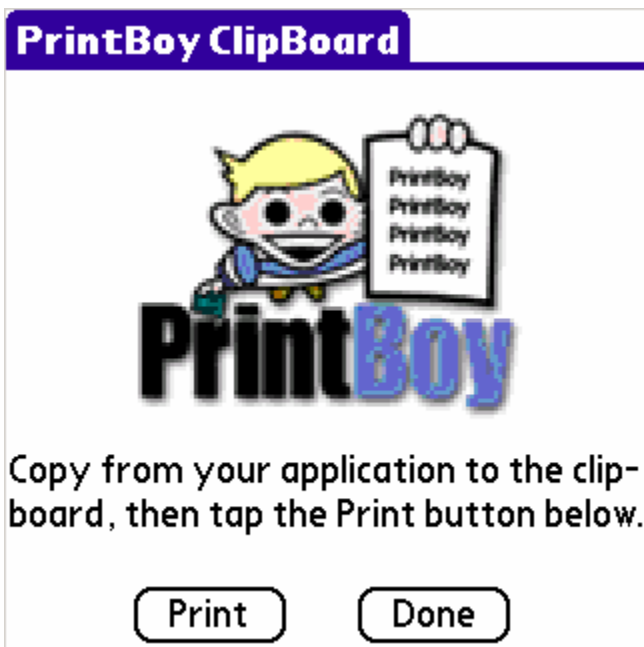 PrintBoy ClipBoard
PrintBoy
PrintBoy
PrintBoy
PrintBoy
PrintBoy
Copy from your application to the clip-
board, then tap the Print button below.
Print Done